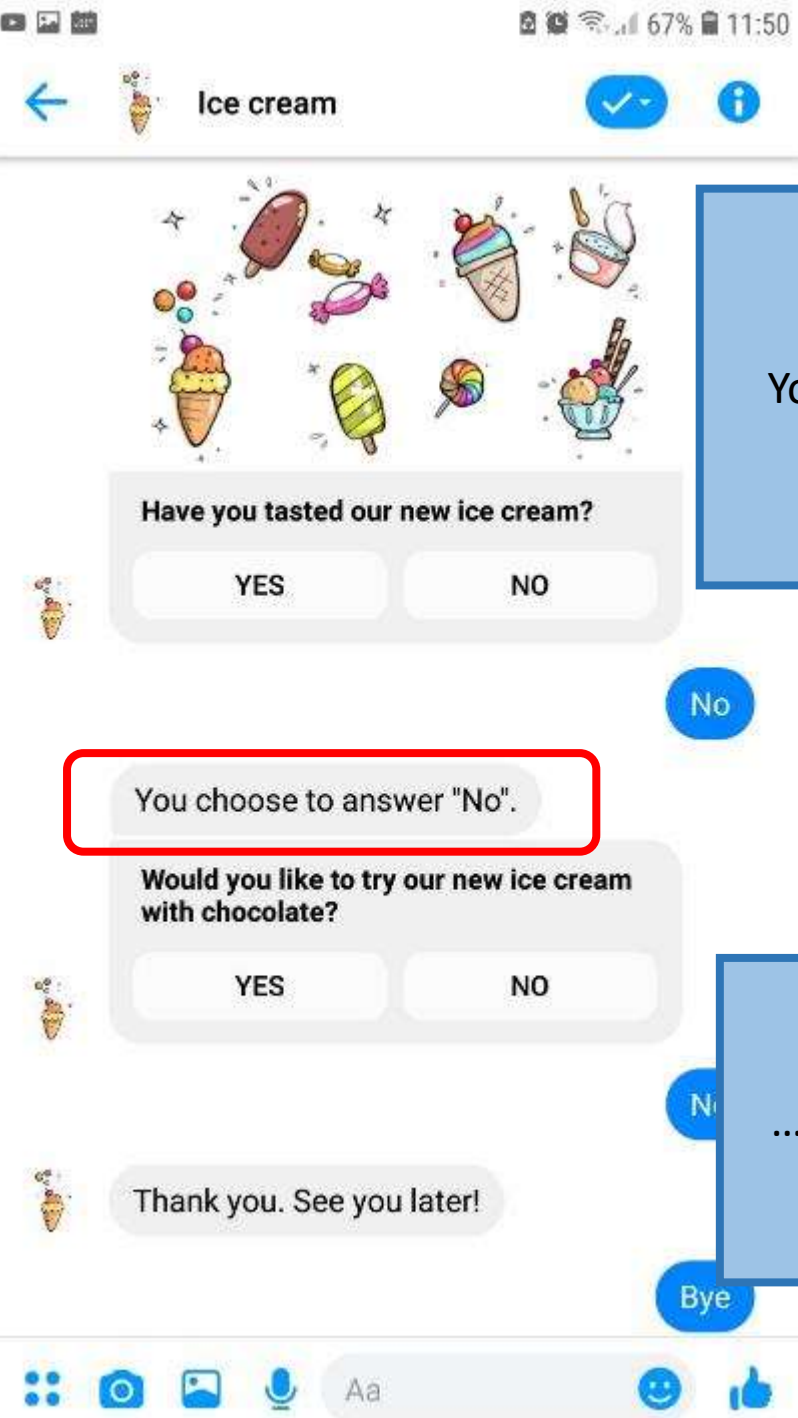 67% 11:50
Ice cream
Have you tasted our new ice cream?
YES NO
No
You choose to answer "No".
Would you like to try our new ice cream
with chocolate?
YES NO
Thank you. See you later!
Bye
Aa